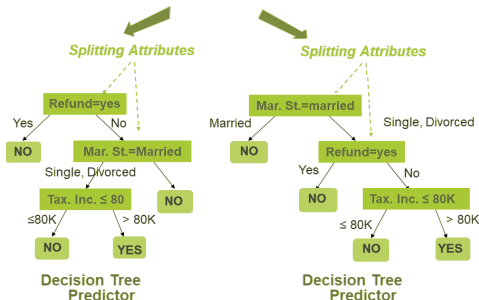 Splitting Attributes
Refund=yes
Yes
No
NO
Mar. St.=Married
Single, Divorced
Tax. Inc. ≤ 80
NO
≤80K
> 80K
NO
YES
Decision Tree
Predictor
Splitting Attributes
Mar. St.=married
Married
Single, Divorced
NO
Refund=yes
Yes
No
NO
Tax. Inc. ≤ 80K
≤ 80K
> 80K
NO
YES
Decision Tree
Predictor